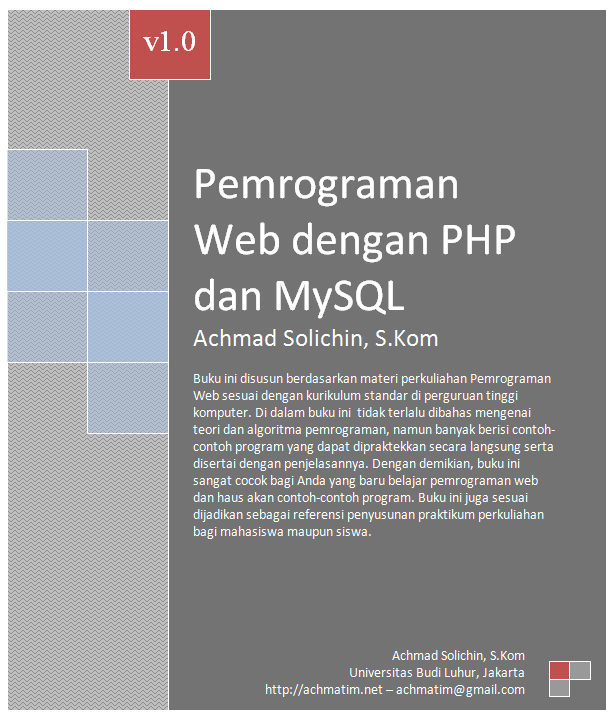 v1.0
Pemrograman
Web dengan PHP
dan MySQL
Achmad Solichin, S.Kom
Buku ini disusun berdasarkan materi perkuliahan Pemrograman
Web sesuai dengan kurikulum standar di perguruan tinggi
komputer. Di dalam buku ini  tidak terlalu dibahas mengenai
teori dan algoritma pemrograman, namun banyak berisi contoh-
contoh program yang dapat dipraktekkan secara langsung serta
disertai dengan penjelasannya. Dengan demikian, buku ini
sangat cocok bagi Anda yang baru belajar pemrograman web
dan haus akan contoh-contoh program. Buku ini juga sesuai
dijadikan sebagai referensi penyusunan praktikum perkuliahan
bagi mahasiswa maupun siswa.
Achmad Solichin, S.Kom
Universitas Budi Luhur, Jakarta
http://achmatim.net – achmatim@gmail.com